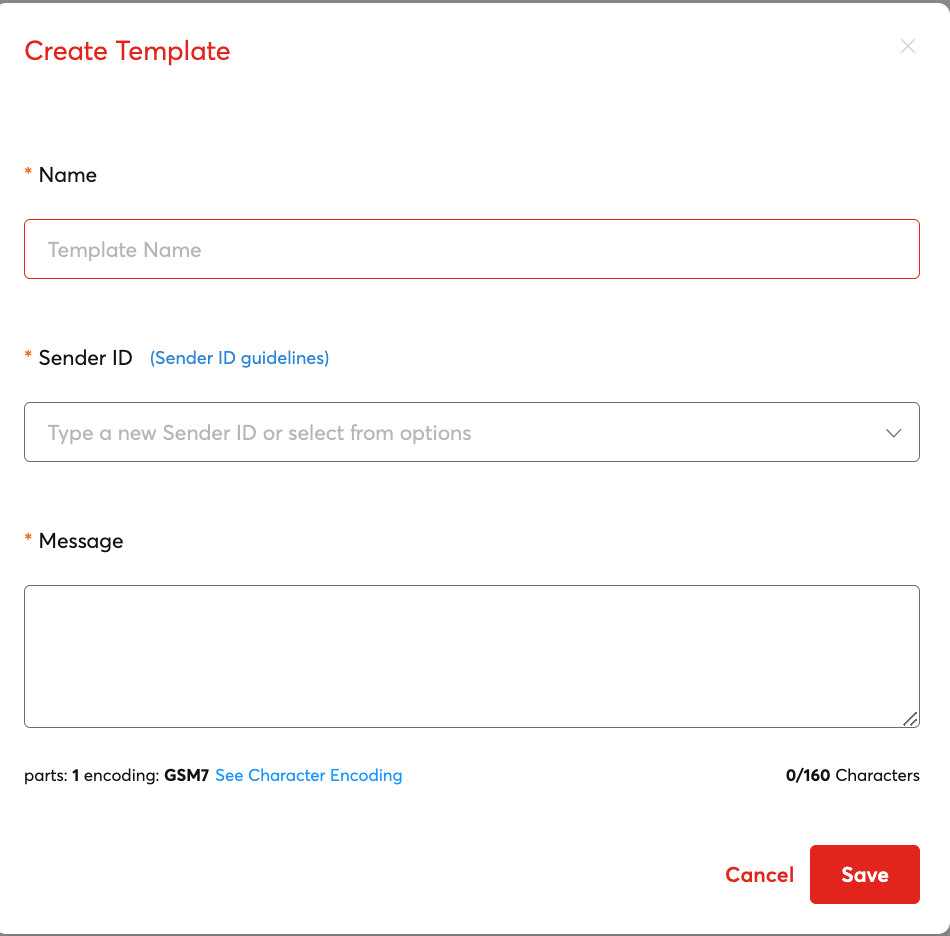 Create Template
* Name
Template Name
* Sender ID (Sender ID guidelines)
Type a new Sender ID or select from options
* Message
parts: 1 encoding: GSM7 See Character Encoding 0/160 Characters
Cancel Save